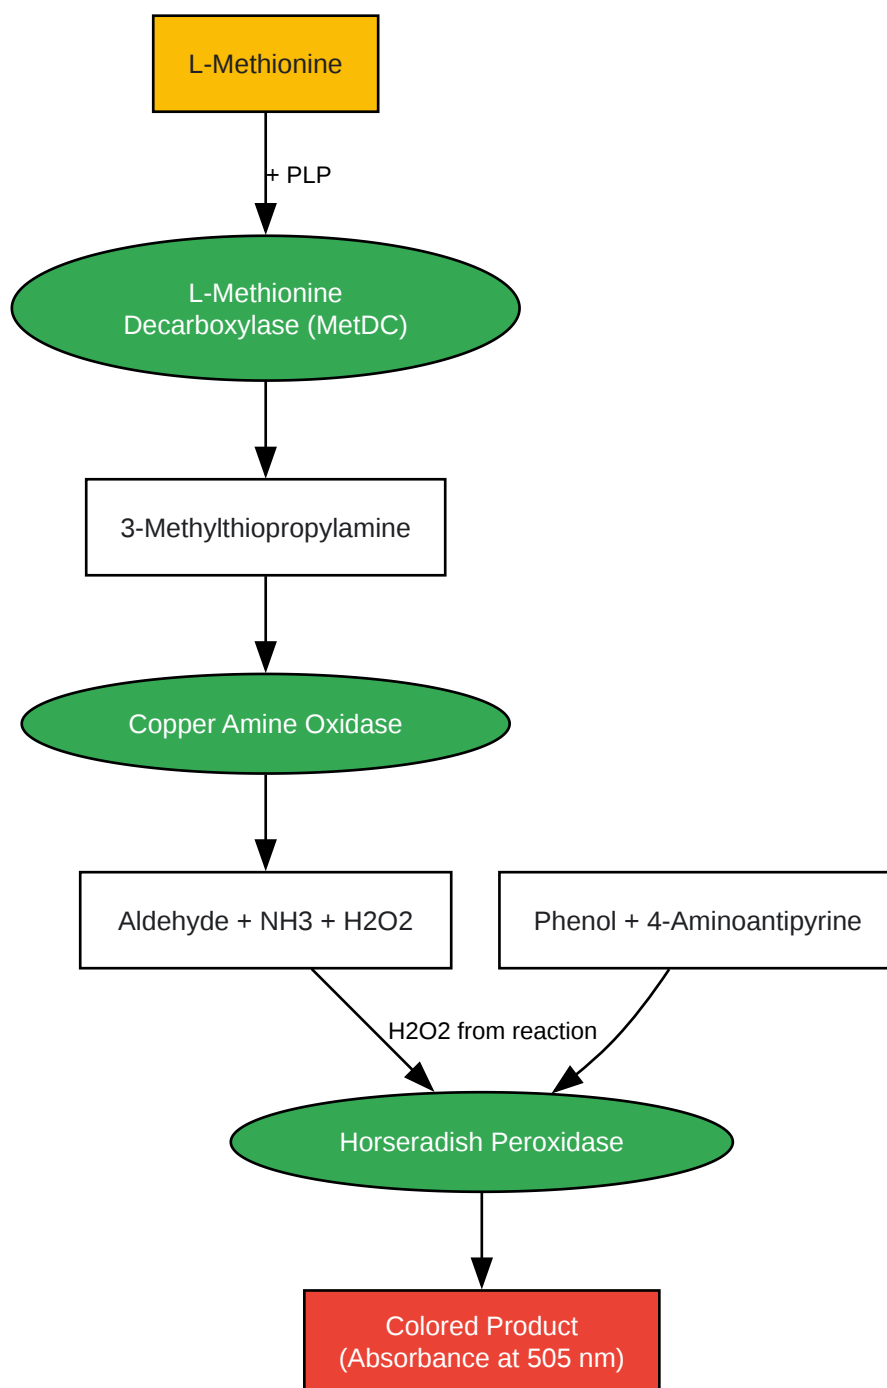 L-Methionine
+ PLP
L-Methionine
Decarboxylase (MetDC)
3-Methylthiopropylamine
Copper Amine Oxidase
Aldehyde + NH3 + H2O2
Phenol + 4-Aminoantipyrine
H2O2 from reaction
Horseradish Peroxidase
Colored Product
(Absorbance at 505 nm)